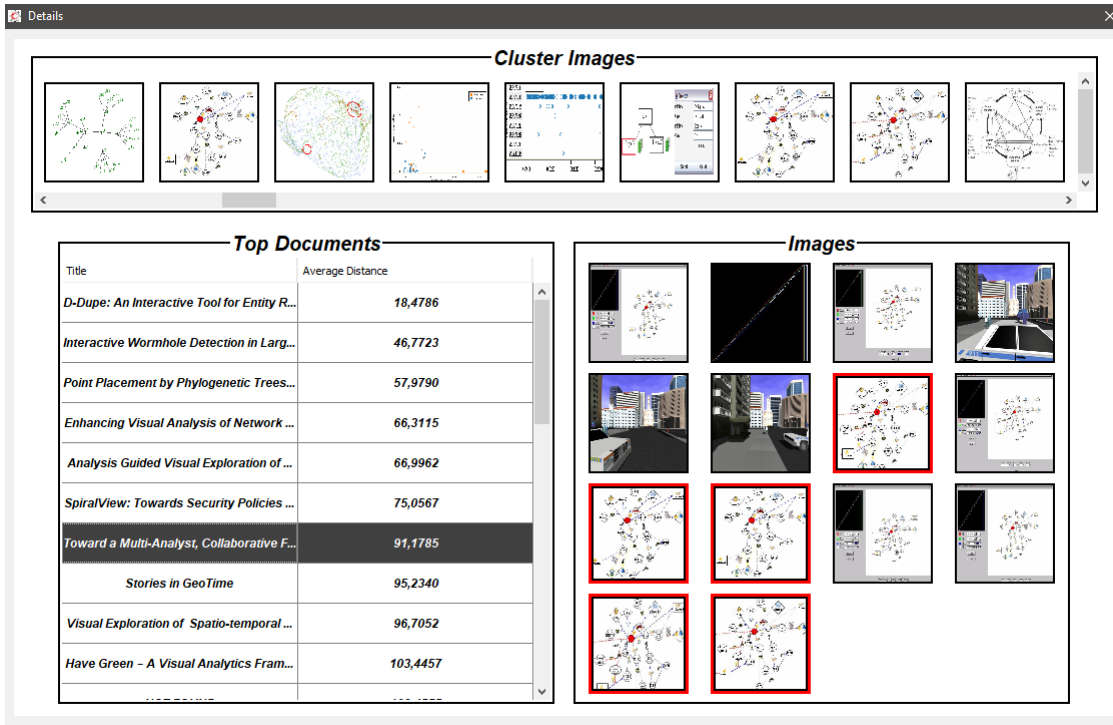 Details
Cluster Images
Top Documents
Title Average Distance
D-Dupe: An Interactive Tool for Entity R... 18,4786
Interactive Wormhole Detection in Larg... 46,7723
Point Placement by Phylogenetic Trees... 57,9790
Enhancing Visual Analysis of Network ... 66,3115
Analysis Guided Visual Exploration of ... 66,9962
SpiralView: Towards Security Policies ... 75,0567
Toward a Multi-Analyst, Collaborative F... 91,1785
Stories in GeoTime 95,2340
Visual Exploration of Spatio-temporal ... 96,7052
Have Green – A Visual Analytics Fram... 103,4457
Images